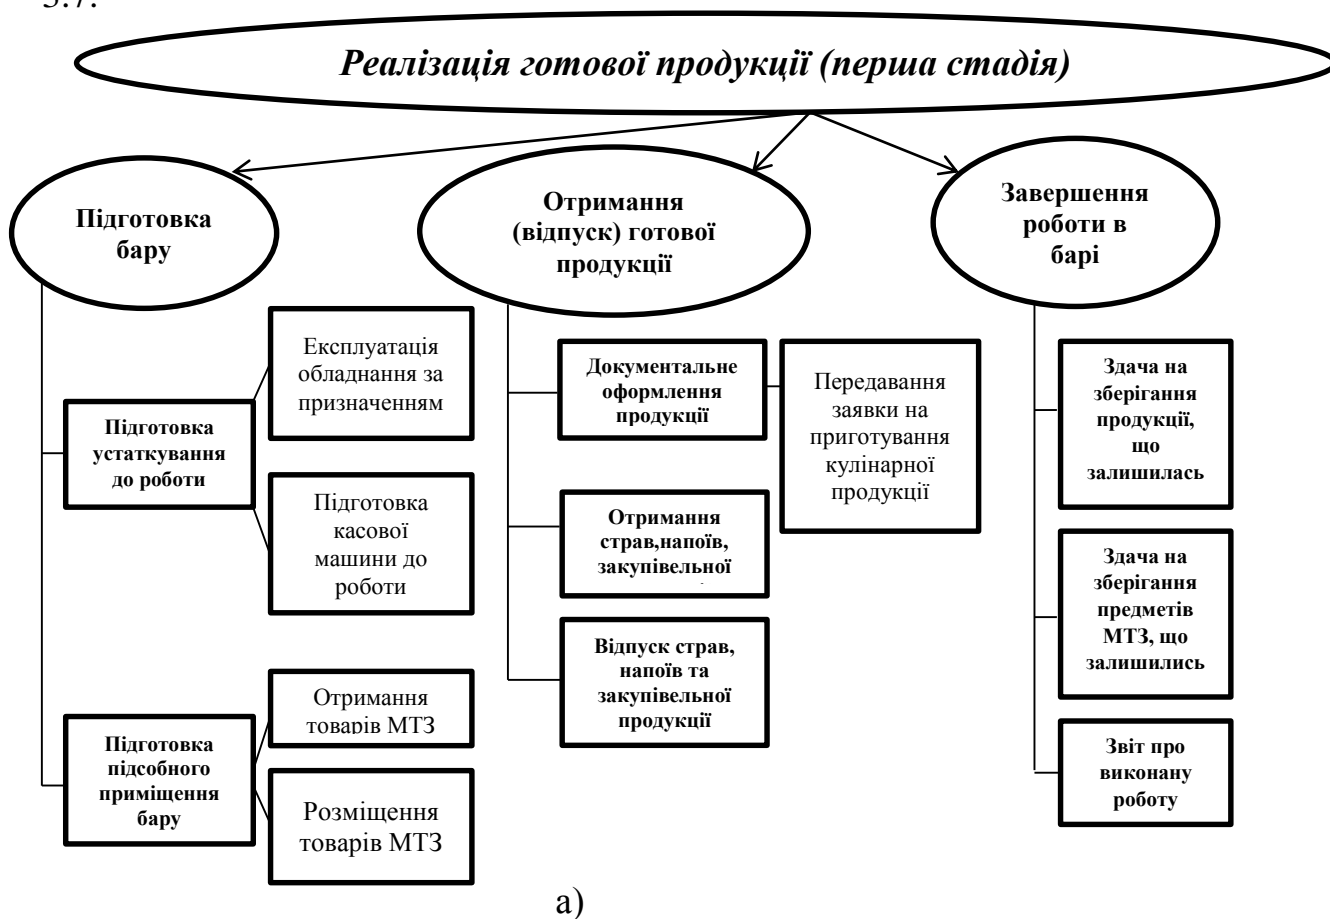 3.7.
Реалізація готової продукції (перша стадія)
Підготовка
бару
Отримання
(відпуск) готової
продукції
Завершення
роботи в
барі
Експлуатація
обладнання за
призначенням
Підготовка
устаткування
до роботи
Підготовка
касової
машини до
роботи
Отримання
товарів МТЗ
Підготовка
підсобного
приміщення
бару
Розміщення
товарів МТЗ
Документальне
оформлення
продукції
Передавання
заявки на
приготування
кулінарної
продукції
Отримання
страв,напоїв,
закупівельної
Відпуск страв,
напоїв та
закупівельної
продукції
Здача на
зберігання
продукції,
що
залишилась
Здача на
зберігання
предметів
МТЗ, що
залишились
Звіт про
виконану
роботу
а)